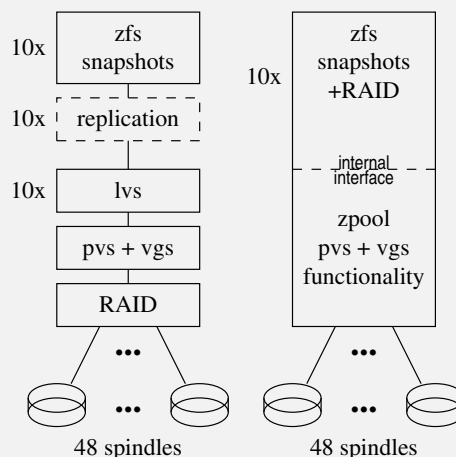 10x
zfs
snapshots
10x
replication
10x
lvs
pvs + vgs
RAID
48 spindles
10x
zfs
snapshots
+RAID
internal
interface
zpool
pvs + vgs
functionality
48 spindles